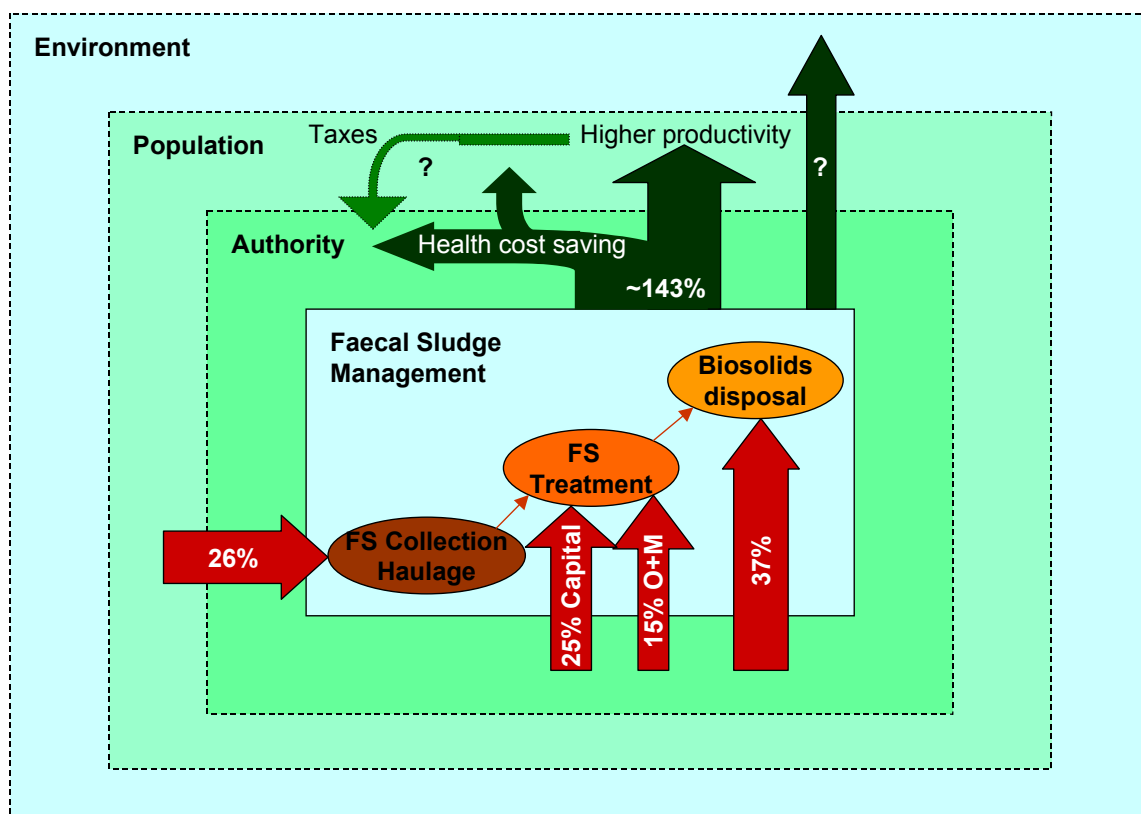 Environment
Population
Taxes
Higher productivity
?
?
Authority
Health cost saving
~143%
Faecal Sludge
Management
Biosolids
disposal
FS
Treatment
FS Collection
Haulage
26%
25% Capital
15% O+M
37%